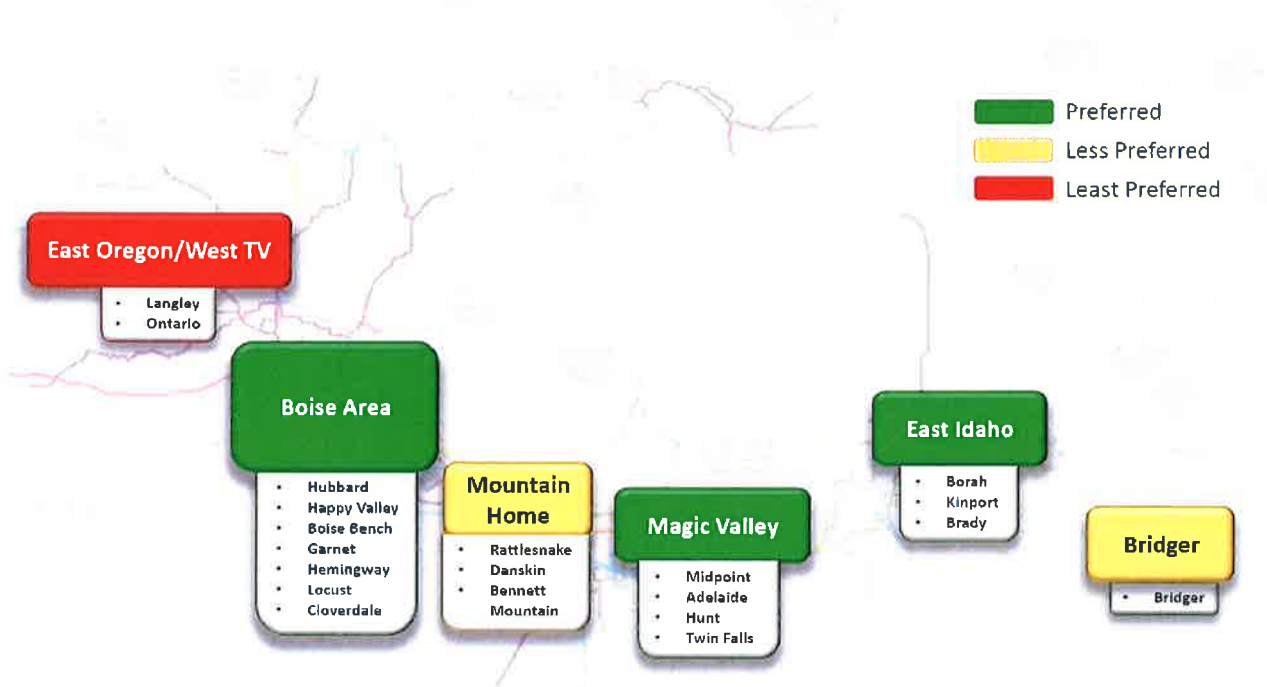 Preferred
Less Preferred
Least Preferred
East Oregon/West TV
• Langley
• Ontario
Boise Area
• Hubbard
• Happy Valley
• Boise Bench
• Garnet
• Hemingway
• Locust
• Cloverdale
Mountain
Home
• Rattlesnake
• Danskin
• Bennett
Mountain
Magic Valley
• Midpoint
• Adelaide
• Hunt
• Twin Falls
East Idaho
• Borah
• Kinport
• Brady
Bridger
• Bridger